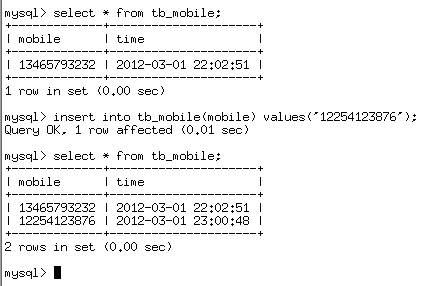 mysql> select * from tb_mobile;
+-------------+---------------------+
| mobile      | time                |
+-------------+---------------------+
| 13465793232 | 2012-03-01 22:02:51 |
+-------------+---------------------+
1 row in set (0.00 sec)
mysql> insert into tb_mobile(mobile) values("12254123876");
Query OK, 1 row affected (0.01 sec)
mysql> select * from tb_mobile;
+-------------+---------------------+
| mobile      | time                |
+-------------+---------------------+
| 13465793232 | 2012-03-01 22:02:51 |
| 12254123876 | 2012-03-01 23:00:48 |
+-------------+---------------------+
2 rows in set (0.00 sec)
mysql>